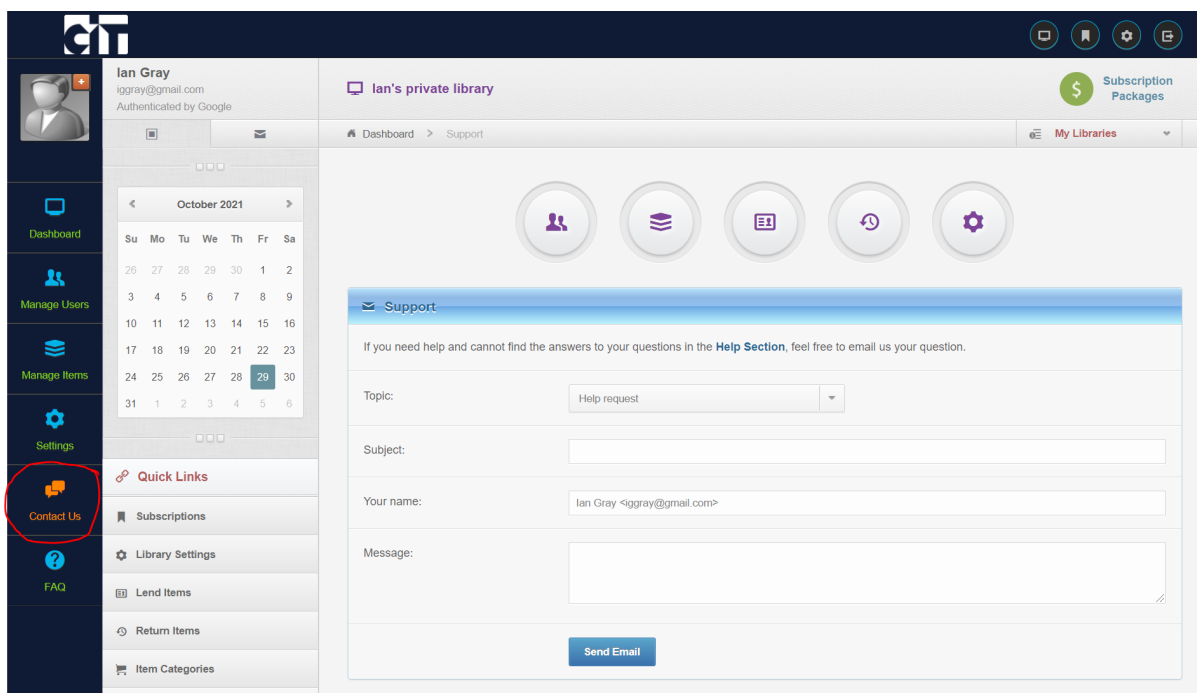 CIT
Ian Gray
iggray@gmail.com
Authenticated by Google
Ian's private library
Subscription
Packages
Dashboard > Support
My Libraries
Dashboard
Manage Users
Manage Items
Settings
Contact Us
FAQ
October 2021
Su Mo Tu We Th Fr Sa
26 27 28 29 30 1 2
3 4 5 6 7 8 9
10 11 12 13 14 15 16
17 18 19 20 21 22 23
24 25 26 27 28 29 30
31 1 2 3 4 5 6
Quick Links
Subscriptions
Library Settings
Lend Items
Return Items
Item Categories
Support
If you need help and cannot find the answers to your questions in the Help Section, feel free to email us your question.
Topic:
Help request
Subject:
Your name:
Ian Gray <iggray@gmail.com>
Message:
Send Email